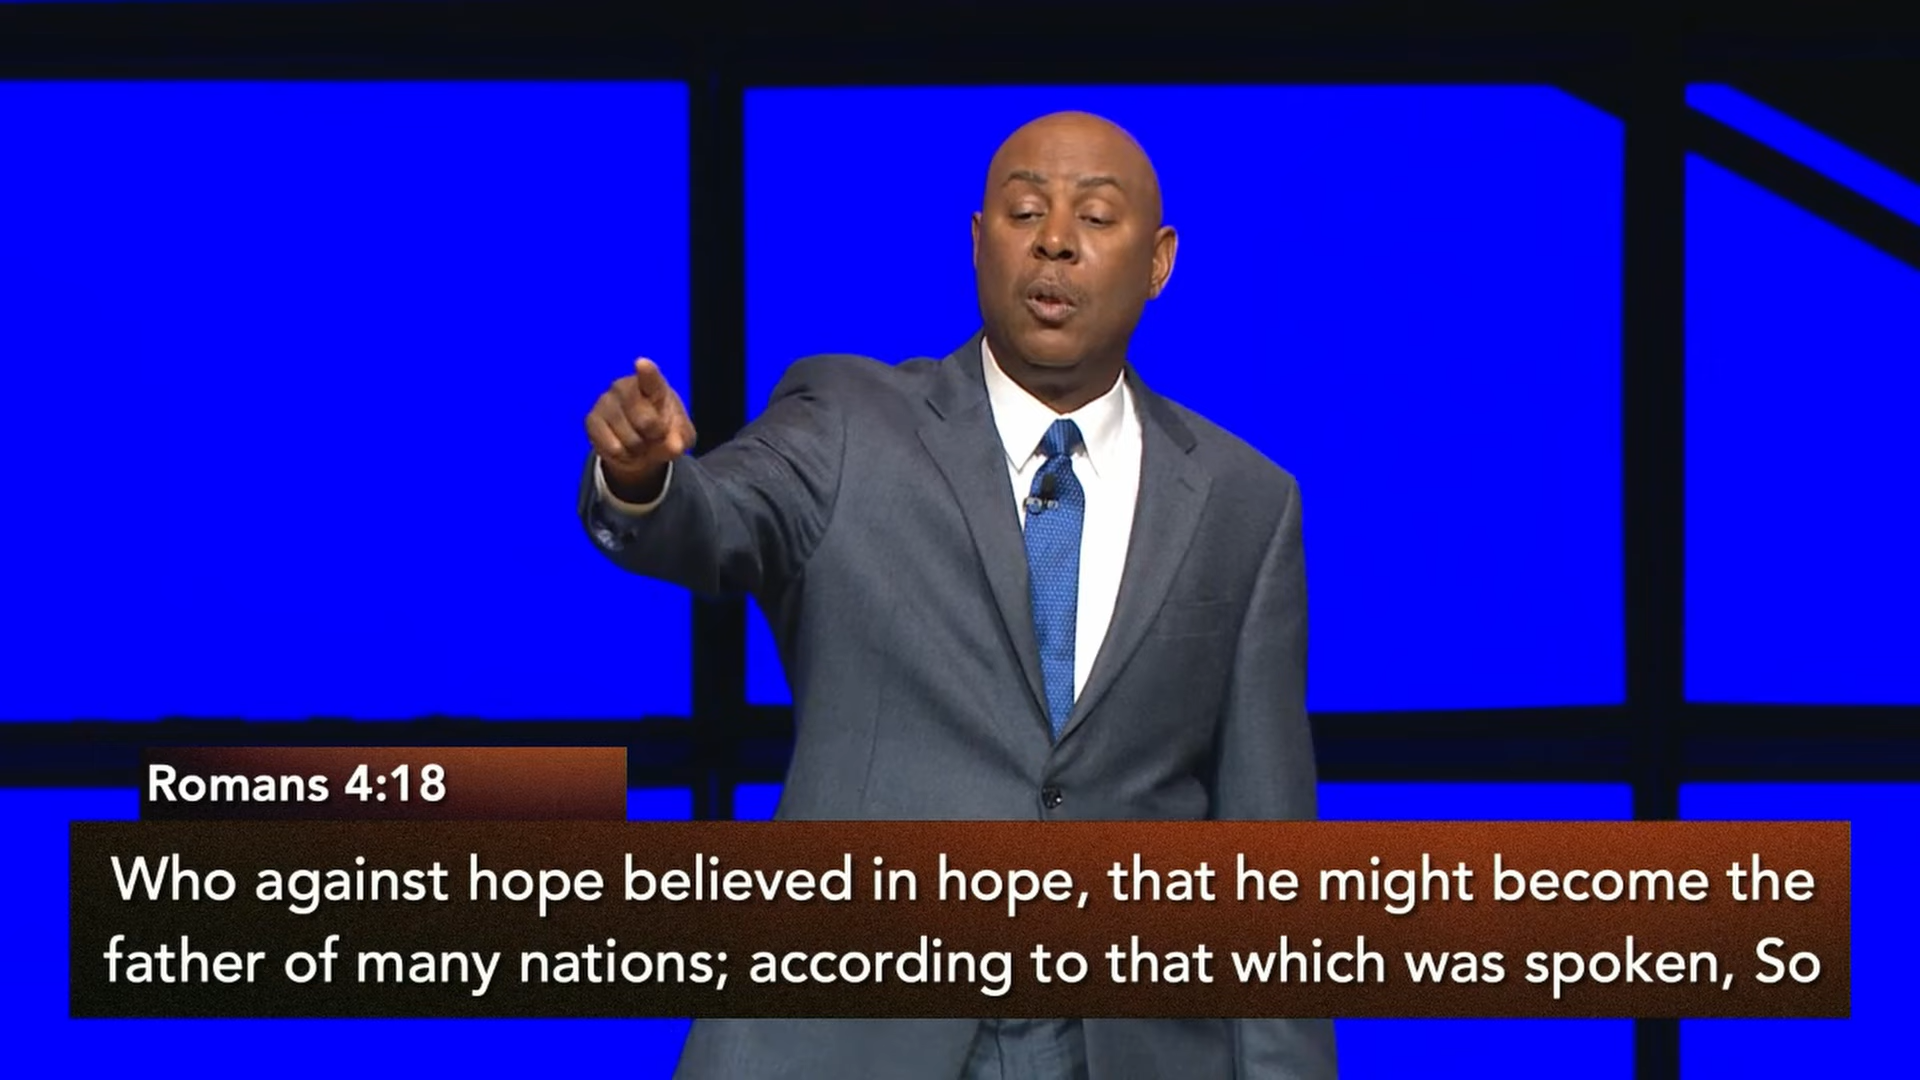 Romans 4:18
Who against hope believed in hope, that he might become the
father of many nations; according to that which was spoken, So